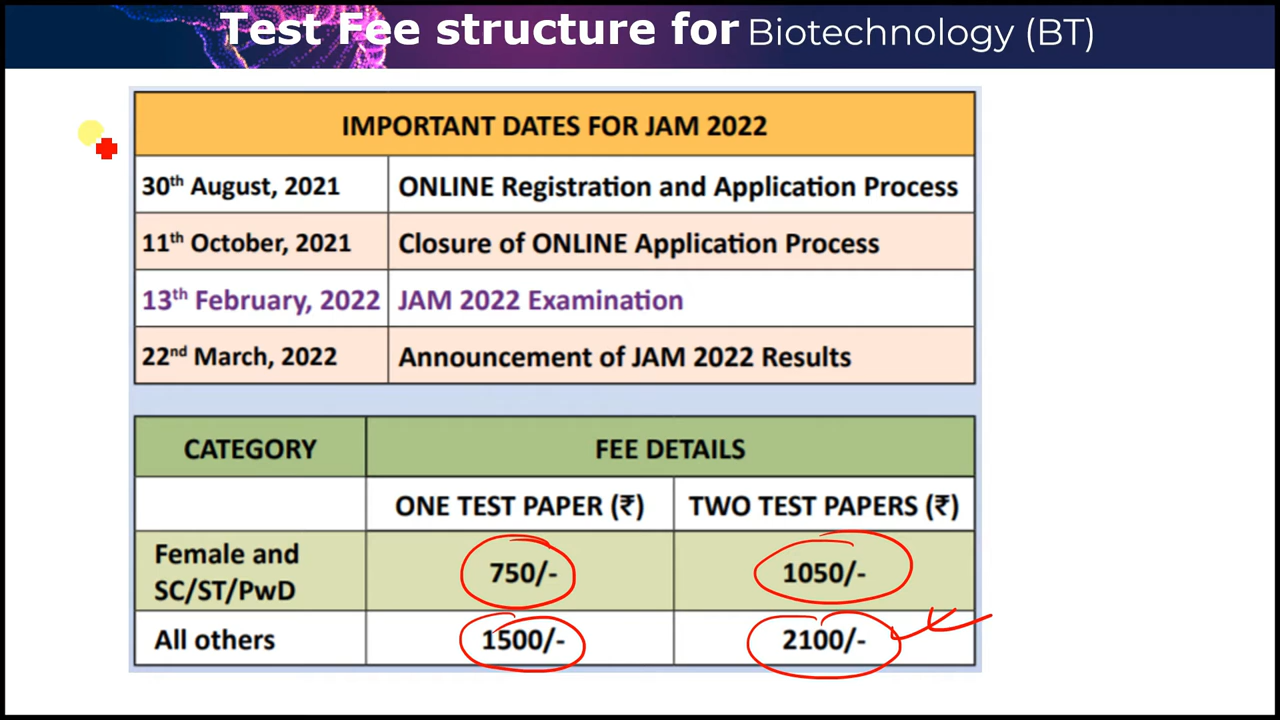 Test Fee structure for Biotechnology (BT)
IMPORTANT DATES FOR JAM 2022
30th August, 2021 ONLINE Registration and Application Process
11th October, 2021 Closure of ONLINE Application Process
13th February, 2022 JAM 2022 Examination
22nd March, 2022 Announcement of JAM 2022 Results
CATEGORY FEE DETAILS
ONE TEST PAPER (₹) TWO TEST PAPERS (₹)
Female and
SC/ST/PwD 750/- 1050/-
All others 1500/- 2100/-